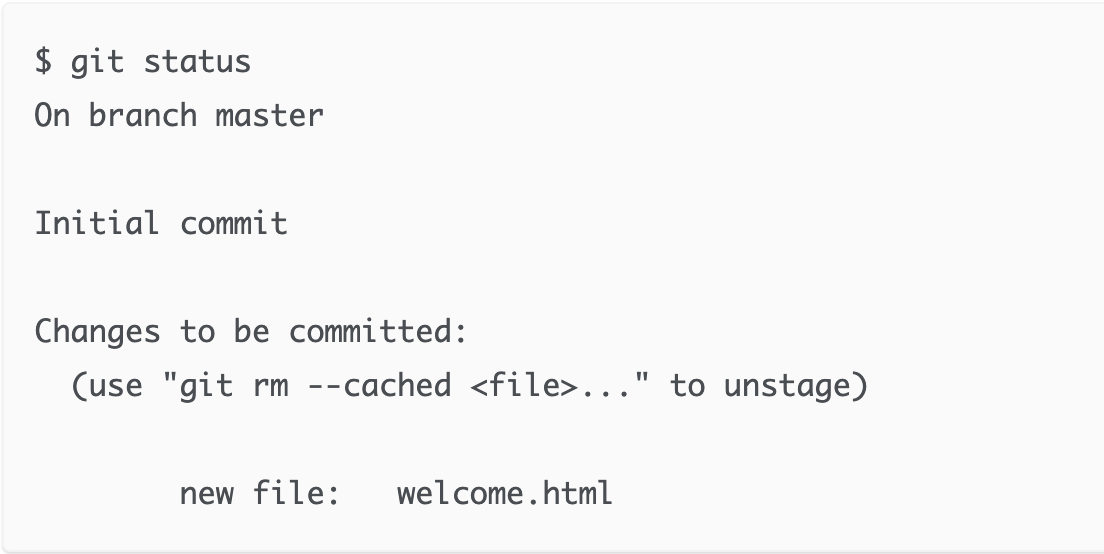 $ git status
On branch master
Initial commit
Changes to be committed:
  (use "git rm --cached <file>..." to unstage)
        new file:   welcome.html